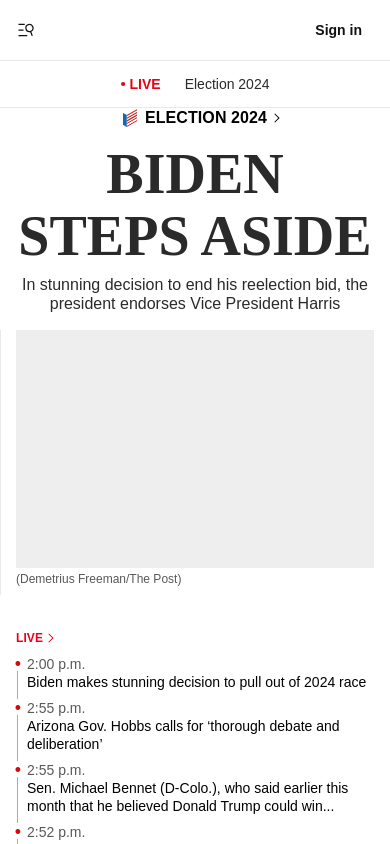 Sign in
• LIVE Election 2024
ELECTION 2024
BIDEN
STEPS ASIDE
In stunning decision to end his reelection bid, the
president endorses Vice President Harris
(Demetrius Freeman/The Post)
LIVE
2:00 p.m.
Biden makes stunning decision to pull out of 2024 race
2:55 p.m.
Arizona Gov. Hobbs calls for ‘thorough debate and
deliberation’
2:55 p.m.
Sen. Michael Bennet (D-Colo.), who said earlier this
month that he believed Donald Trump could win...
2:52 p.m.